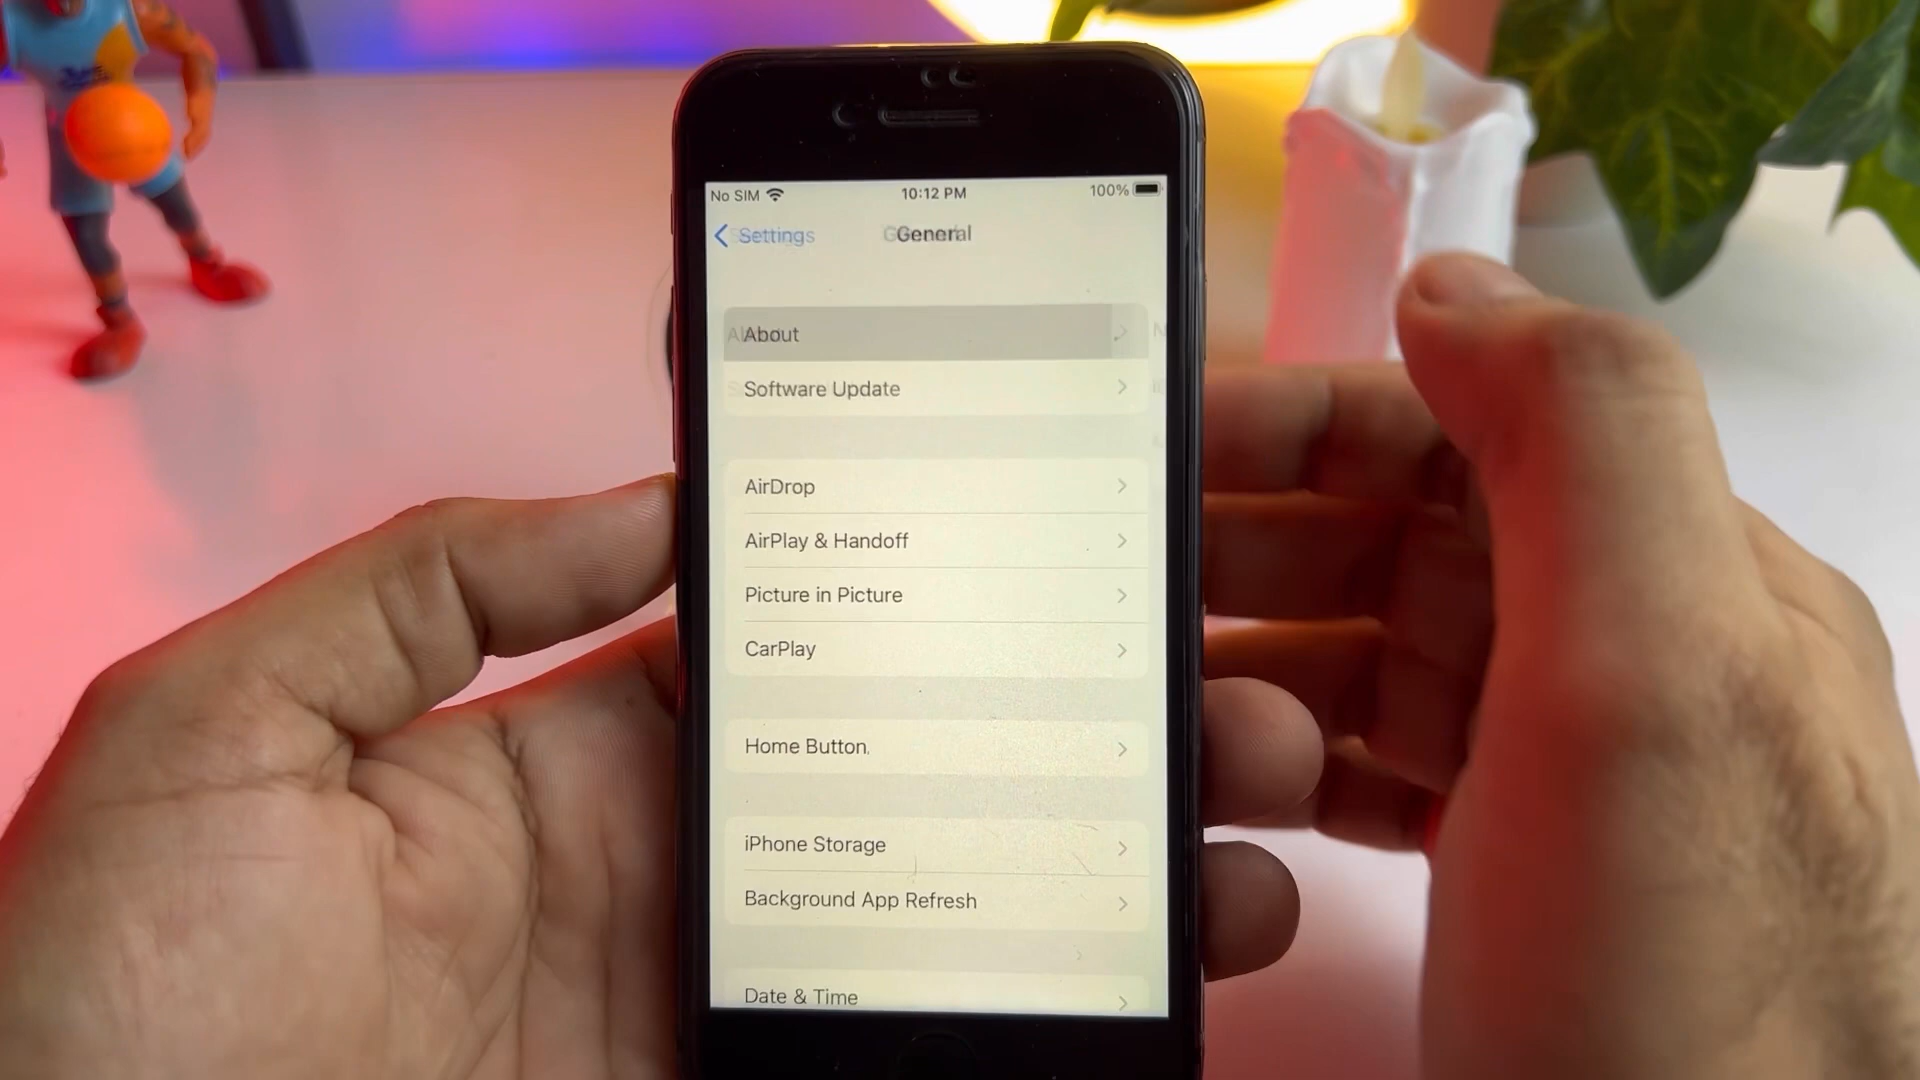 No SIM 10:12 PM 100%
Settings General
About
Software Update
AirDrop
AirPlay & Handoff
Picture in Picture
CarPlay
Home Button
iPhone Storage
Background App Refresh
Date & Time